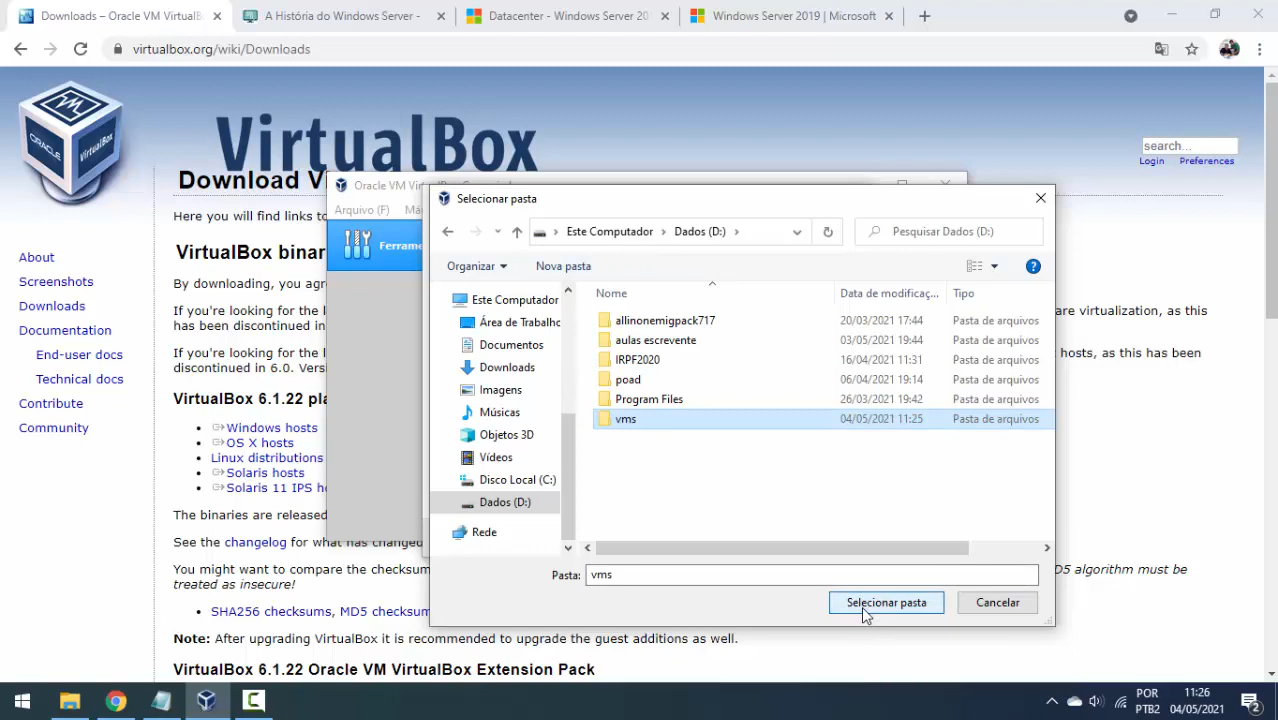 Downloads – Oracle VM VirtualB
A História do Windows Server -
Datacenter - Windows Server 20
Windows Server 2019 | Microsoft
virtualbox.org/wiki/Downloads
ORACLE
VirtualBox
VirtualBox
search...
Login Preferences
Download Vi
Here you will find links to
About
Screenshots
Downloads
Documentation
End-user docs
Technical docs
Contribute
Community
VirtualBox binar
By downloading, you agre
If you're looking for the l
has been discontinued in
If you're looking for the l
discontinued in 6.0. Versi
are virtualization, as this
hosts, as this has been
VirtualBox 6.1.22 pla
Windows hosts
OS X hosts
Linux distributions
Solaris hosts
Solaris 11 IPS ho
The binaries are released
See the changelog for what has changed
You might want to compare the checksum
D5 algorithm must be
treated as insecure!
SHA256 checksums, MD5 checksum
Note: After upgrading VirtualBox it is recommended to upgrade the guest additions as well.
VirtualBox 6.1.22 Oracle VM VirtualBox Extension Pack
Oracle VM
Arquivo (F)
Ferrame
Selecionar pasta
Este Computador
Dados (D:)
Pesquisar Dados (D:)
Organizar
Nova pasta
Este Computador
Área de Trabalho
Documentos
Downloads
Imagens
Músicas
Objetos 3D
Vídeos
Disco Local (C:)
Dados (D:)
Rede
Nome Data de modificaç... Tipo
allinonemigpack717 20/03/2021 17:44 Pasta de arquivos
aulas escrevente 03/05/2021 19:44 Pasta de arquivos
IRPF2020 16/04/2021 11:31 Pasta de arquivos
poad 06/04/2021 19:14 Pasta de arquivos
Program Files 26/03/2021 19:42 Pasta de arquivos
vms 04/05/2021 11:25 Pasta de arquivos
Pasta: vms
Selecionar pasta
Cancelar
POR
PTB2
11:26
04/05/2021
2